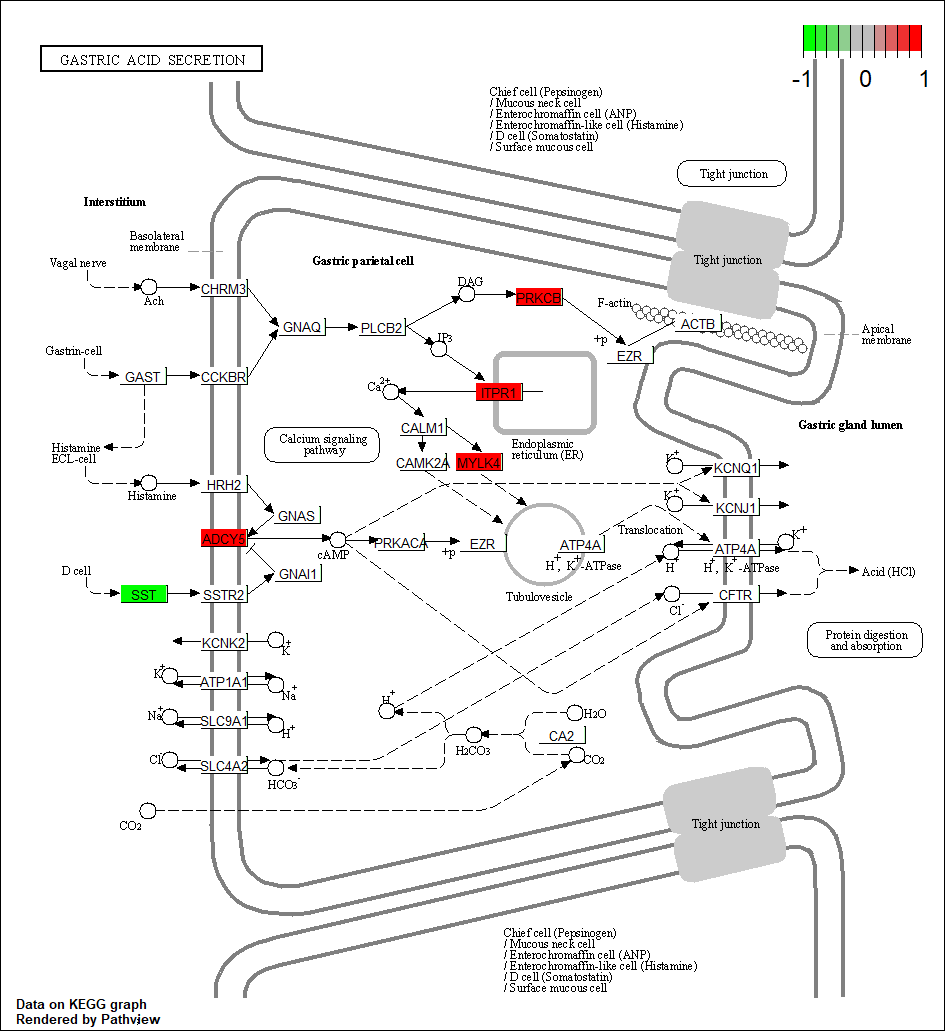 GASTRIC ACID SECRETION
-1 0 1
Chief cell (Pepsinogen)
/ Mucous neck cell
/ Enterochromaffin cell (ANP)
/ Enterochromaffin-like cell (Histamine)
/ D cell (Somatostatin)
/ Surface mucous cell
Tight junction
Interstitium
Basolateral
membrane
Gastric parietal cell
Tight junction
Vagal nerve
Ach
CHRM3
GNAQ
PLCB2
DAG
PRKCB
IP3
F-actin
ACTB
+p
EZR
Apical
membrane
Gastrin-cell
GAST
CCKBR
Ca2+
ITPR1
CALM1
Endoplasmic
reticulum (ER)
Gastric gland lumen
Calcium signaling
pathway
Histamine
ECL-cell
CAMK2A
MYLK4
K+
KCNQ1
Histamine
HRH2
GNAS
K+
KCNJ1
Translocation
ADCY5
cAMP
PRKACA
+p
EZR
ATP4A
H+, K+-ATPase
H+
ATP4A
K+
H+, K+-ATPase
Acid (HCl)
D cell
GNAI1
SST
SSTR2
Tubulovesicle
Cl-
CFTR
KCNK2
K+
Protein digestion
and absorption
K+
ATP1A1
Na+
H+
Na+
SLC9A1
H+
H2O
CA2
H2CO3
CO2
Cl-
SLC4A2
HCO3-
CO2
Tight junction
Chief cell (Pepsinogen)
/ Mucous neck cell
/ Enterochromaffin cell (ANP)
/ Enterochromaffin-like cell (Histamine)
/ D cell (Somatostatin)
/ Surface mucous cell
Data on KEGG graph
Rendered by Pathview